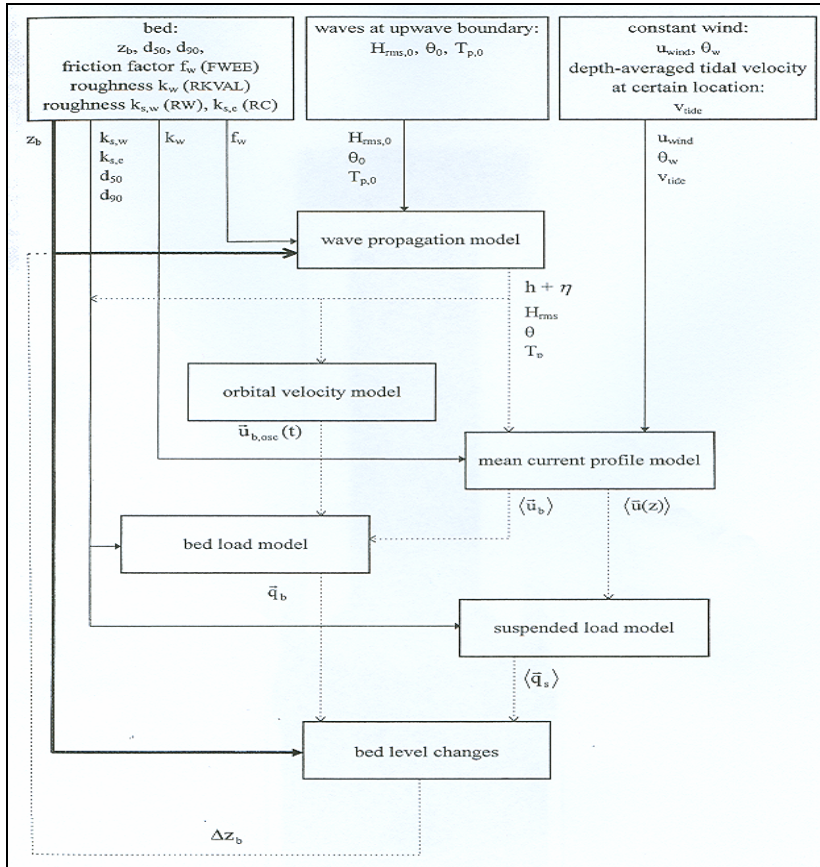 bed:
z_b, d_50, d_90,
friction factor f_w (FWEE)
roughness k_w (RKVAL)
roughness k_s,w (RW), k_s,c (RC)
waves at upwave boundary:
H_rms,0, θ_0, T_p,0
constant wind:
u_wind, θ_w
depth-averaged tidal velocity
at certain location:
v_tide
z_b
k_s,w
k_s,c
d_50
d_90
k_w
f_w
H_rms,0
θ_0
T_p,0
u_wind
θ_w
v_tide
wave propagation model
h + η
H_rms
θ
T_p
orbital velocity model
u⃗_b,osc(t)
mean current profile model
⟨u⃗_b⟩
⟨u⃗(z)⟩
bed load model
q⃗_b
suspended load model
⟨q⃗_s⟩
bed level changes
Δz_b